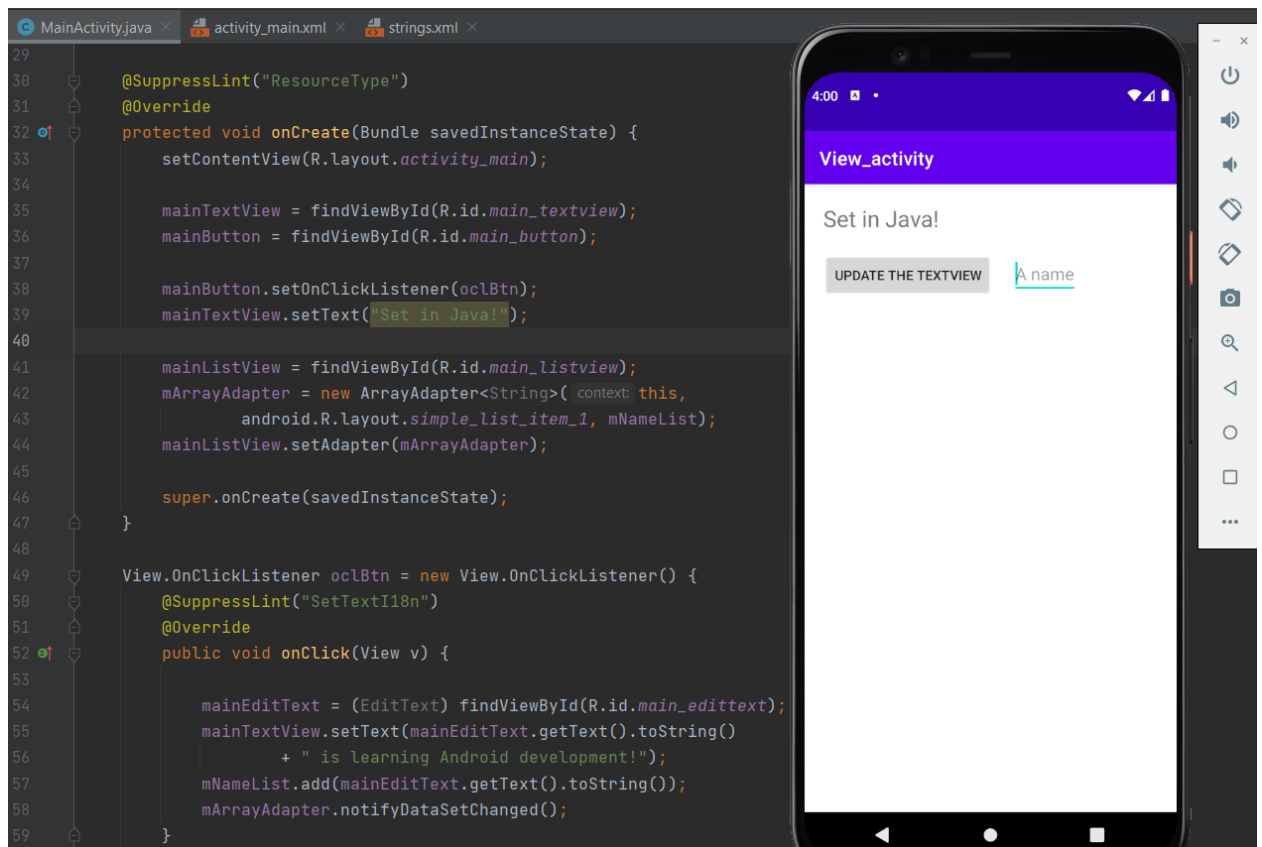 MainActivity.java activity_main.xml strings.xml
29
30 @SuppressLint("ResourceType")
31 @Override
32 protected void onCreate(Bundle savedInstanceState) {
33 setContentView(R.layout.activity_main);
34
35 mainTextView = findViewById(R.id.main_textview);
36 mainButton = findViewById(R.id.main_button);
37
38 mainButton.setOnClickListener(oclBtn);
39 mainTextView.setText("Set in Java!");
40
41 mainListView = findViewById(R.id.main_listview);
42 mArrayAdapter = new ArrayAdapter<String>( context: this,
43 android.R.layout.simple_list_item_1, mNameList);
44 mainListView.setAdapter(mArrayAdapter);
45
46 super.onCreate(savedInstanceState);
47 }
48
49 View.OnClickListener oclBtn = new View.OnClickListener() {
50 @SuppressLint("SetTextI18n")
51 @Override
52 public void onClick(View v) {
53
54 mainEditText = (EditText) findViewById(R.id.main_edittext);
55 mainTextView.setText(mainEditText.getText().toString()
56 + " is learning Android development!");
57 mNameList.add(mainEditText.getText().toString());
58 mArrayAdapter.notifyDataSetChanged();
59 }
4:00
View_activity
Set in Java!
UPDATE THE TEXTVIEW A name